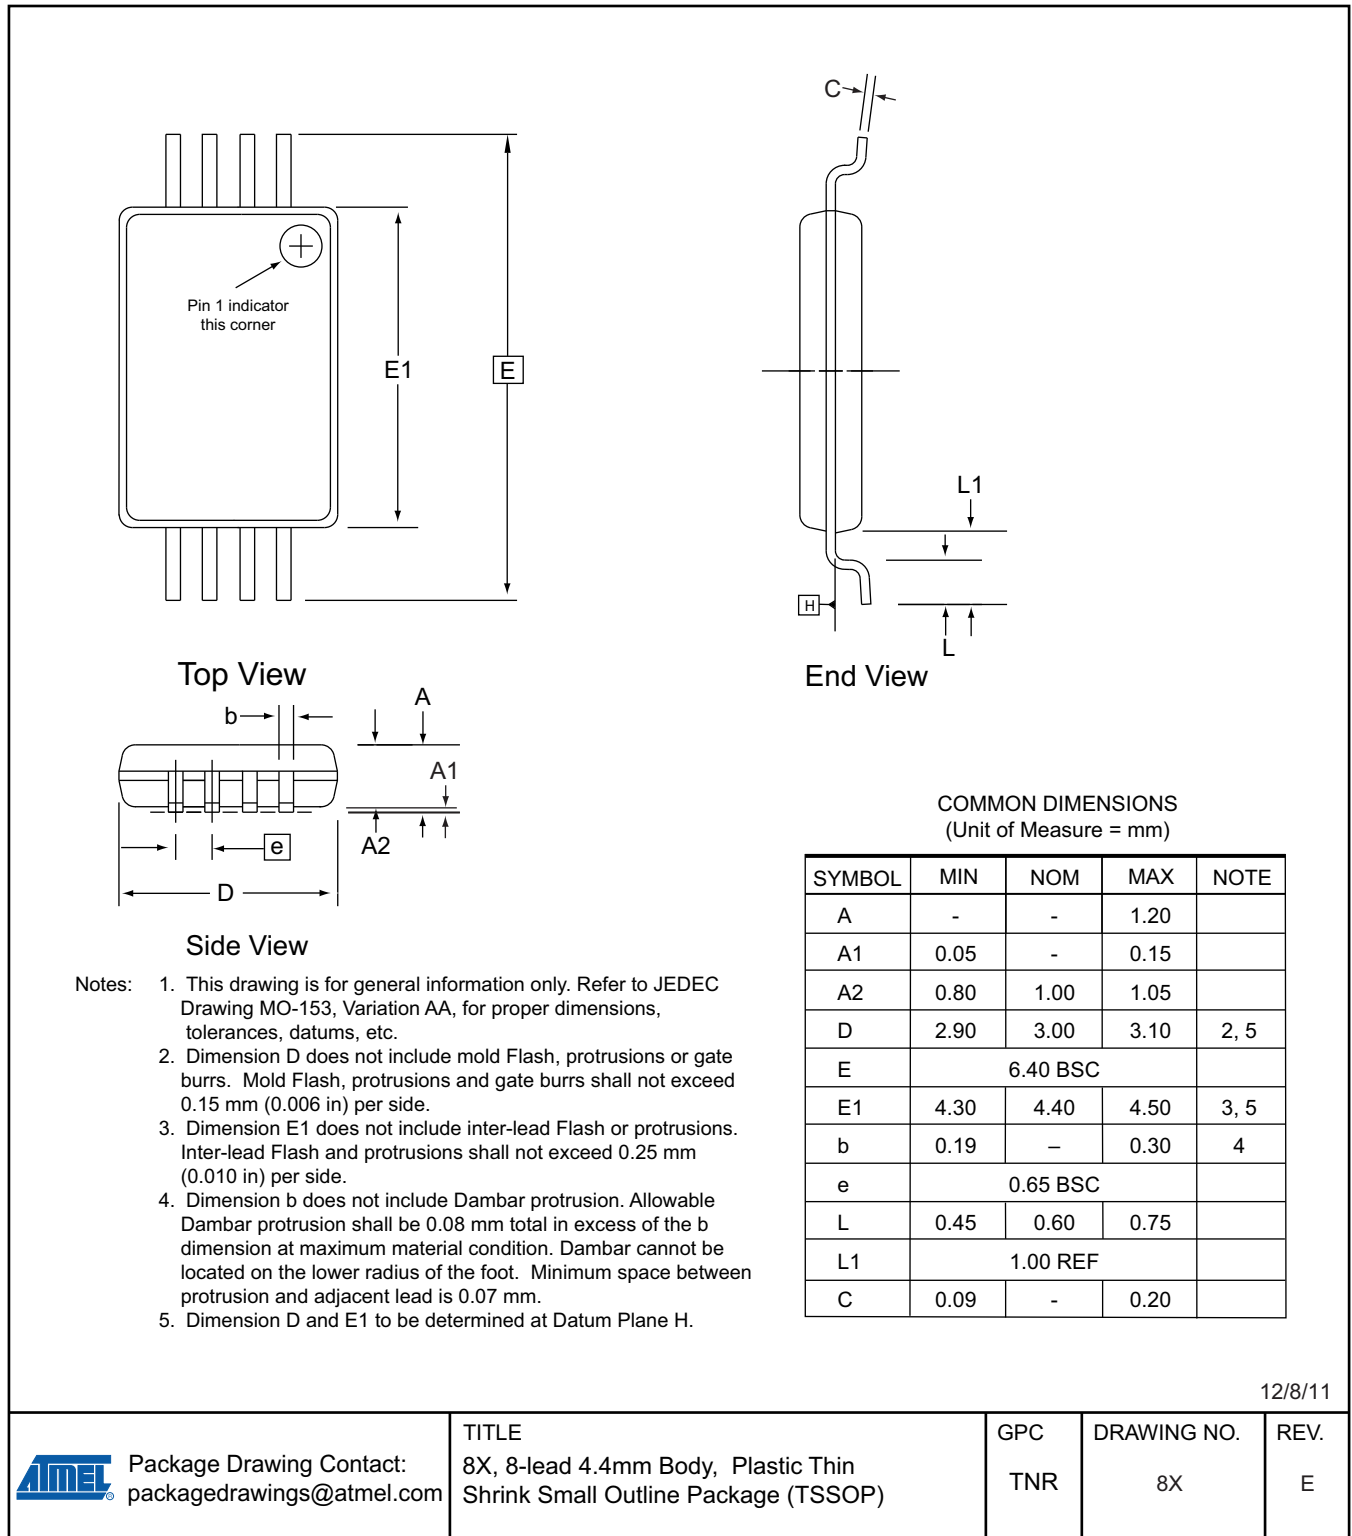 C
Pin 1 indicator
this corner
E1
E
L1
H
L
Top View
End View
b
A
A1
e
A2
D
Side View
COMMON DIMENSIONS
(Unit of Measure = mm)
SYMBOL MIN NOM MAX NOTE
A - - 1.20
A1 0.05 - 0.15
A2 0.80 1.00 1.05
D 2.90 3.00 3.10 2, 5
E 6.40 BSC
E1 4.30 4.40 4.50 3, 5
b 0.19 – 0.30 4
e 0.65 BSC
L 0.45 0.60 0.75
L1 1.00 REF
C 0.09 - 0.20
Notes: 1. This drawing is for general information only. Refer to JEDEC
Drawing MO-153, Variation AA, for proper dimensions,
tolerances, datums, etc.
2. Dimension D does not include mold Flash, protrusions or gate
burrs. Mold Flash, protrusions and gate burrs shall not exceed
0.15 mm (0.006 in) per side.
3. Dimension E1 does not include inter-lead Flash or protrusions.
Inter-lead Flash and protrusions shall not exceed 0.25 mm
(0.010 in) per side.
4. Dimension b does not include Dambar protrusion. Allowable
Dambar protrusion shall be 0.08 mm total in excess of the b
dimension at maximum material condition. Dambar cannot be
located on the lower radius of the foot. Minimum space between
protrusion and adjacent lead is 0.07 mm.
5. Dimension D and E1 to be determined at Datum Plane H.
12/8/11
ATMEL ®
Package Drawing Contact:
packagedrawings@atmel.com
TITLE
8X, 8-lead 4.4mm Body, Plastic Thin
Shrink Small Outline Package (TSSOP)
GPC
TNR
DRAWING NO.
8X
REV.
E